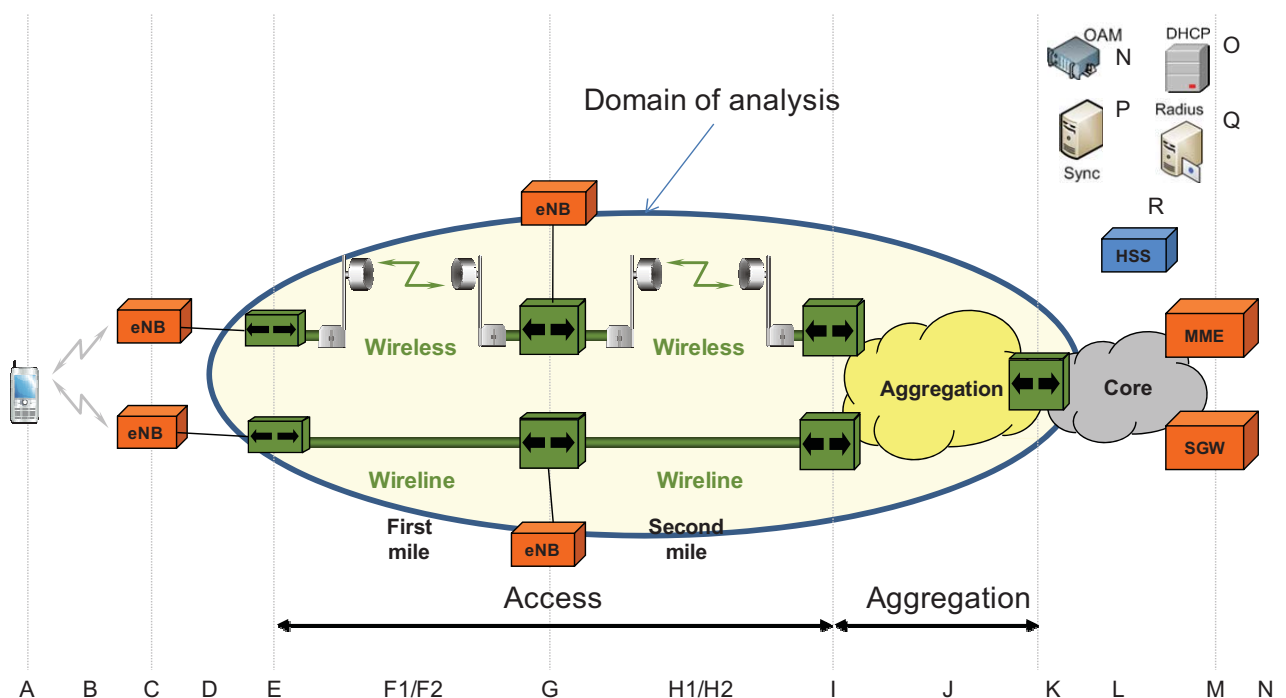 OAM
N
DHCP
O
Domain of analysis
P
Radius
Q
Sync
eNB
R
HSS
eNB
Wireless
Wireless
MME
Aggregation
Core
eNB
SGW
Wireline
Wireline
First
mile
Second
mile
eNB
Access
Aggregation
A B C D E F1/F2 G H1/H2 I J K L M N